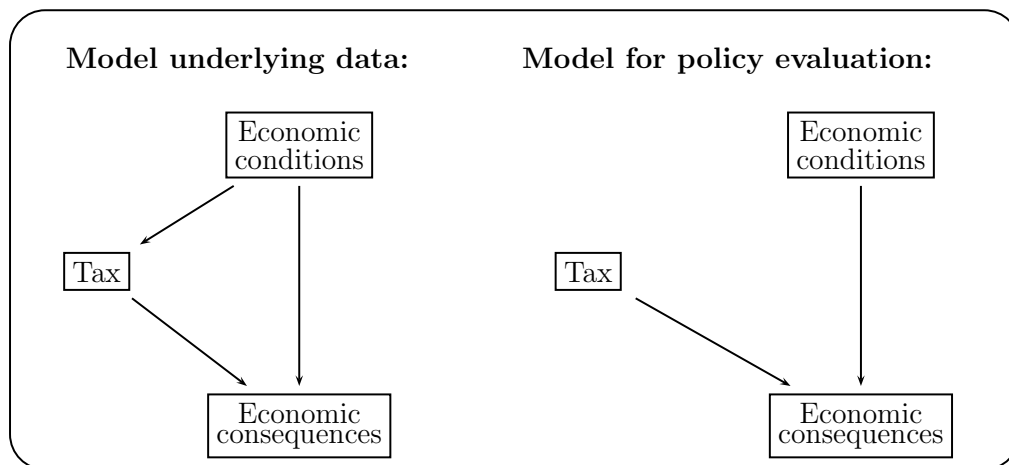 Model underlying data:
Model for policy evaluation:
Economic
conditions
Economic
conditions
Tax
Tax
Economic
consequences
Economic
consequences